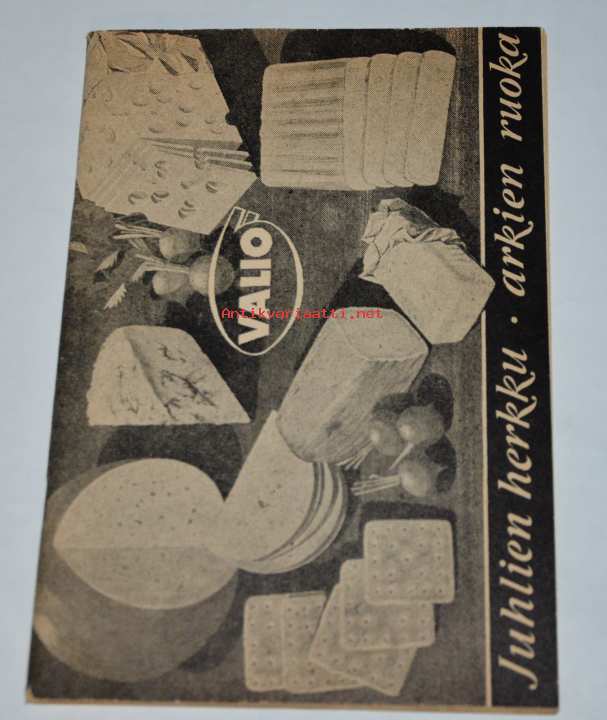 VALIO
Antikvariaatti.net
Juhlien herkku · arkien ruoka